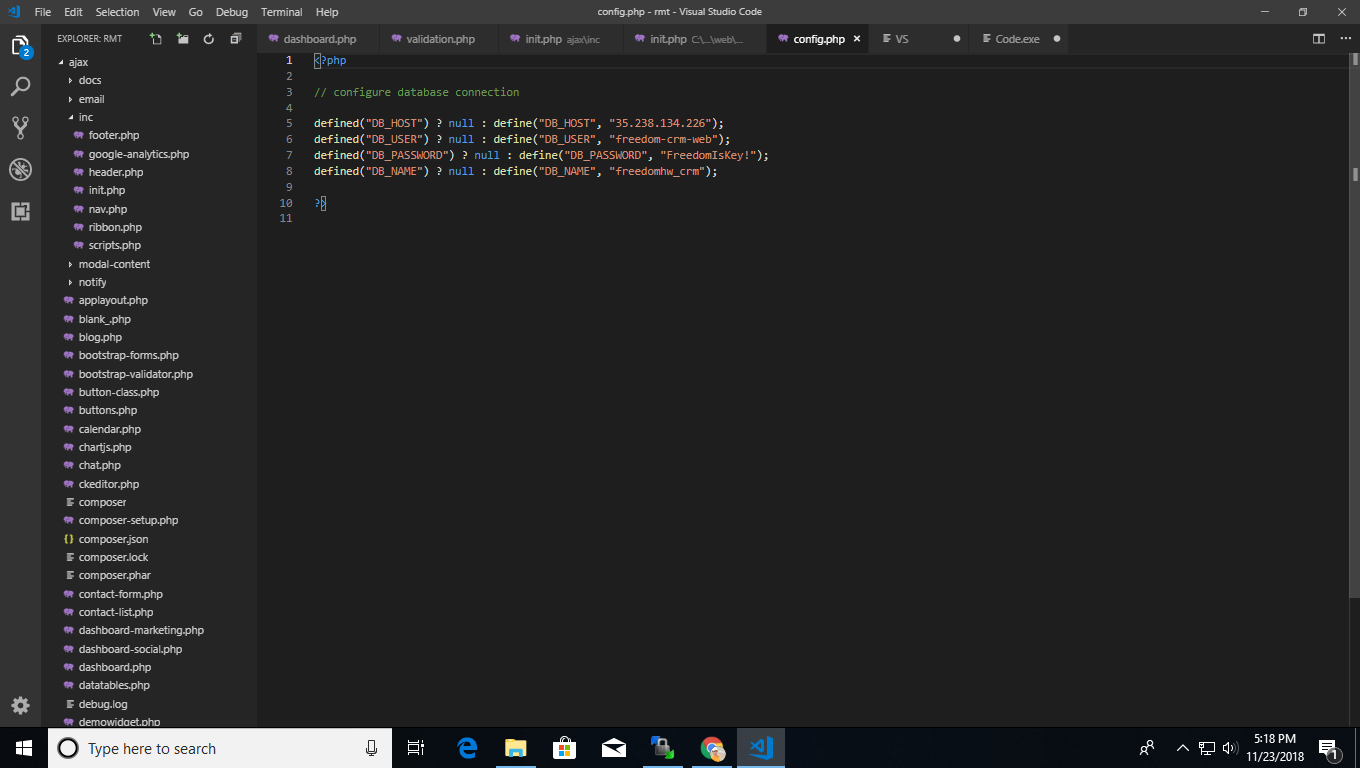 File Edit Selection View Go Debug Terminal Help
config.php - rmt - Visual Studio Code
2
EXPLORER: RMT
dashboard.php
validation.php
init.php ajax\inc
init.php C:\...\web\...
config.php
VS
Code.exe
ajax
docs
email
inc
footer.php
google-analytics.php
header.php
init.php
nav.php
ribbon.php
scripts.php
modal-content
notify
applayout.php
blank_.php
blog.php
bootstrap-forms.php
bootstrap-validator.php
button-class.php
buttons.php
calendar.php
chartjs.php
chat.php
ckeditor.php
composer
composer-setup.php
composer.json
composer.lock
composer.phar
contact-form.php
contact-list.php
dashboard-marketing.php
dashboard-social.php
dashboard.php
datatables.php
debug.log
demowidget.php
1 <?php
2
3 // configure database connection
4
5 defined("DB_HOST") ? null : define("DB_HOST", "35.238.134.226");
6 defined("DB_USER") ? null : define("DB_USER", "freedom-crm-web");
7 defined("DB_PASSWORD") ? null : define("DB_PASSWORD", "FreedomIsKey!");
8 defined("DB_NAME") ? null : define("DB_NAME", "freedomhw_crm");
9
10 ?>
11
Type here to search
5:18 PM
11/23/2018
1